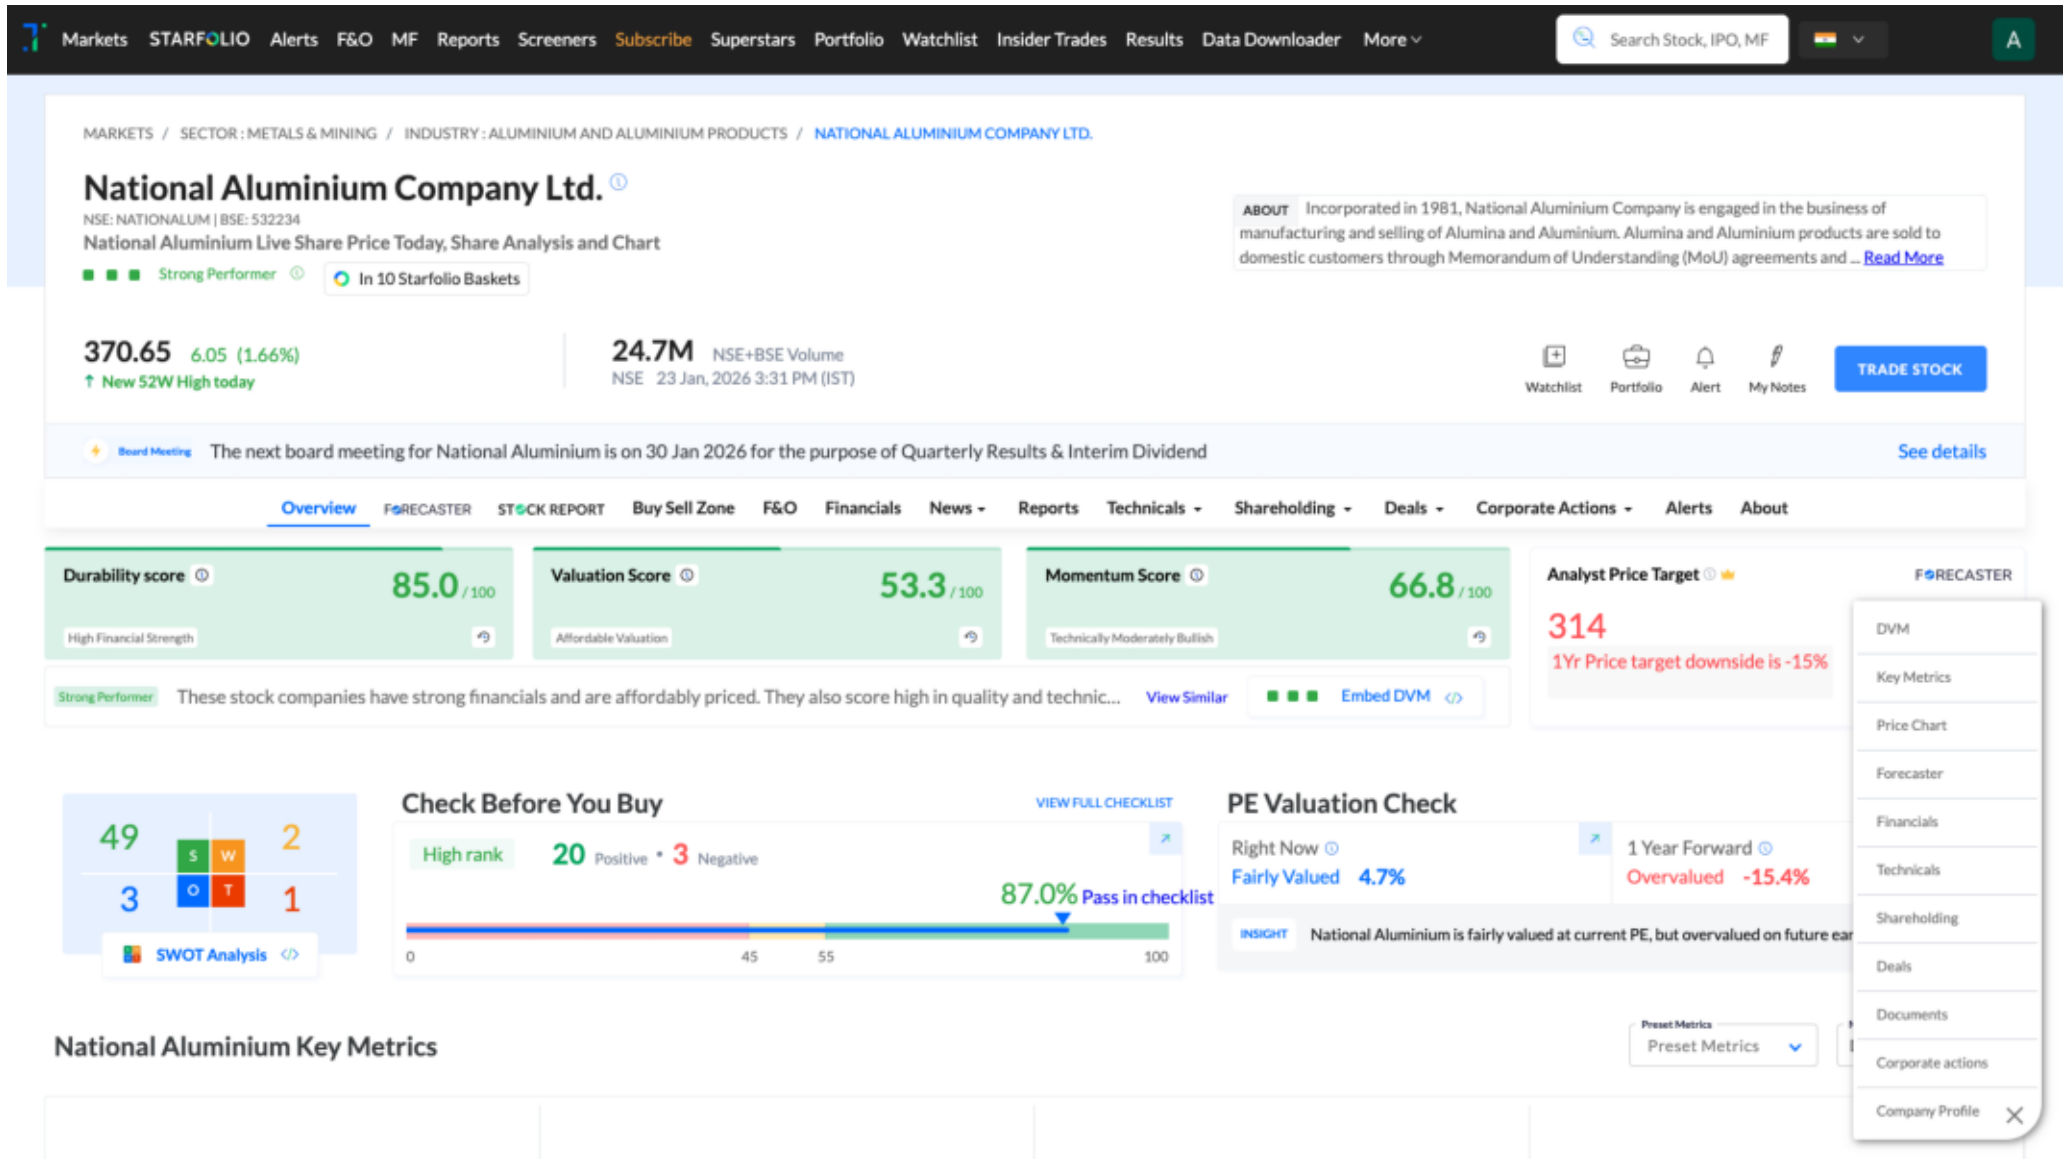 Markets STARFOLIO Alerts F&O MF Reports Screeners Subscribe Superstars Portfolio Watchlist Insider Trades Results Data Downloader More Search Stock, IPO, MF A
MARKETS / SECTOR : METALS & MINING / INDUSTRY : ALUMINIUM AND ALUMINIUM PRODUCTS / NATIONAL ALUMINIUM COMPANY LTD.
National Aluminium Company Ltd.
NSE: NATIONALUM | BSE: 532234
National Aluminium Live Share Price Today, Share Analysis and Chart
Strong Performer In 10 Starfolio Baskets
ABOUT Incorporated in 1981, National Aluminium Company is engaged in the business of
manufacturing and selling of Alumina and Aluminium. Alumina and Aluminium products are sold to
domestic customers through Memorandum of Understanding (MoU) agreements and ... Read More
370.65 6.05 (1.66%)
↑ New 52W High today
24.7M NSE+BSE Volume
NSE 23 Jan, 2026 3:31 PM (IST)
Watchlist Portfolio Alert My Notes TRADE STOCK
Board Meeting The next board meeting for National Aluminium is on 30 Jan 2026 for the purpose of Quarterly Results & Interim Dividend See details
Overview FORECASTER STOCK REPORT Buy Sell Zone F&O Financials News Reports Technicals Shareholding Deals Corporate Actions Alerts About
Durability score 85.0 / 100
High Financial Strength
Valuation Score 53.3 / 100
Affordable Valuation
Momentum Score 66.8 / 100
Technically Moderately Bullish
Analyst Price Target FORECASTER
314
1Yr Price target downside is -15%
Strong Performer These stock companies have strong financials and are affordably priced. They also score high in quality and technic... View Similar Embed DVM </>
49 S W 2
3 O T 1
SWOT Analysis </>
Check Before You Buy VIEW FULL CHECKLIST
High rank 20 Positive • 3 Negative
87.0% Pass in checklist
0 45 55 100
PE Valuation Check
Right Now
Fairly Valued 4.7%
1 Year Forward
Overvalued -15.4%
INSIGHT National Aluminium is fairly valued at current PE, but overvalued on future ear
National Aluminium Key Metrics
Preset Metrics
Preset Metrics
DVM
Key Metrics
Price Chart
Forecaster
Financials
Technicals
Shareholding
Deals
Documents
Corporate actions
Company Profile